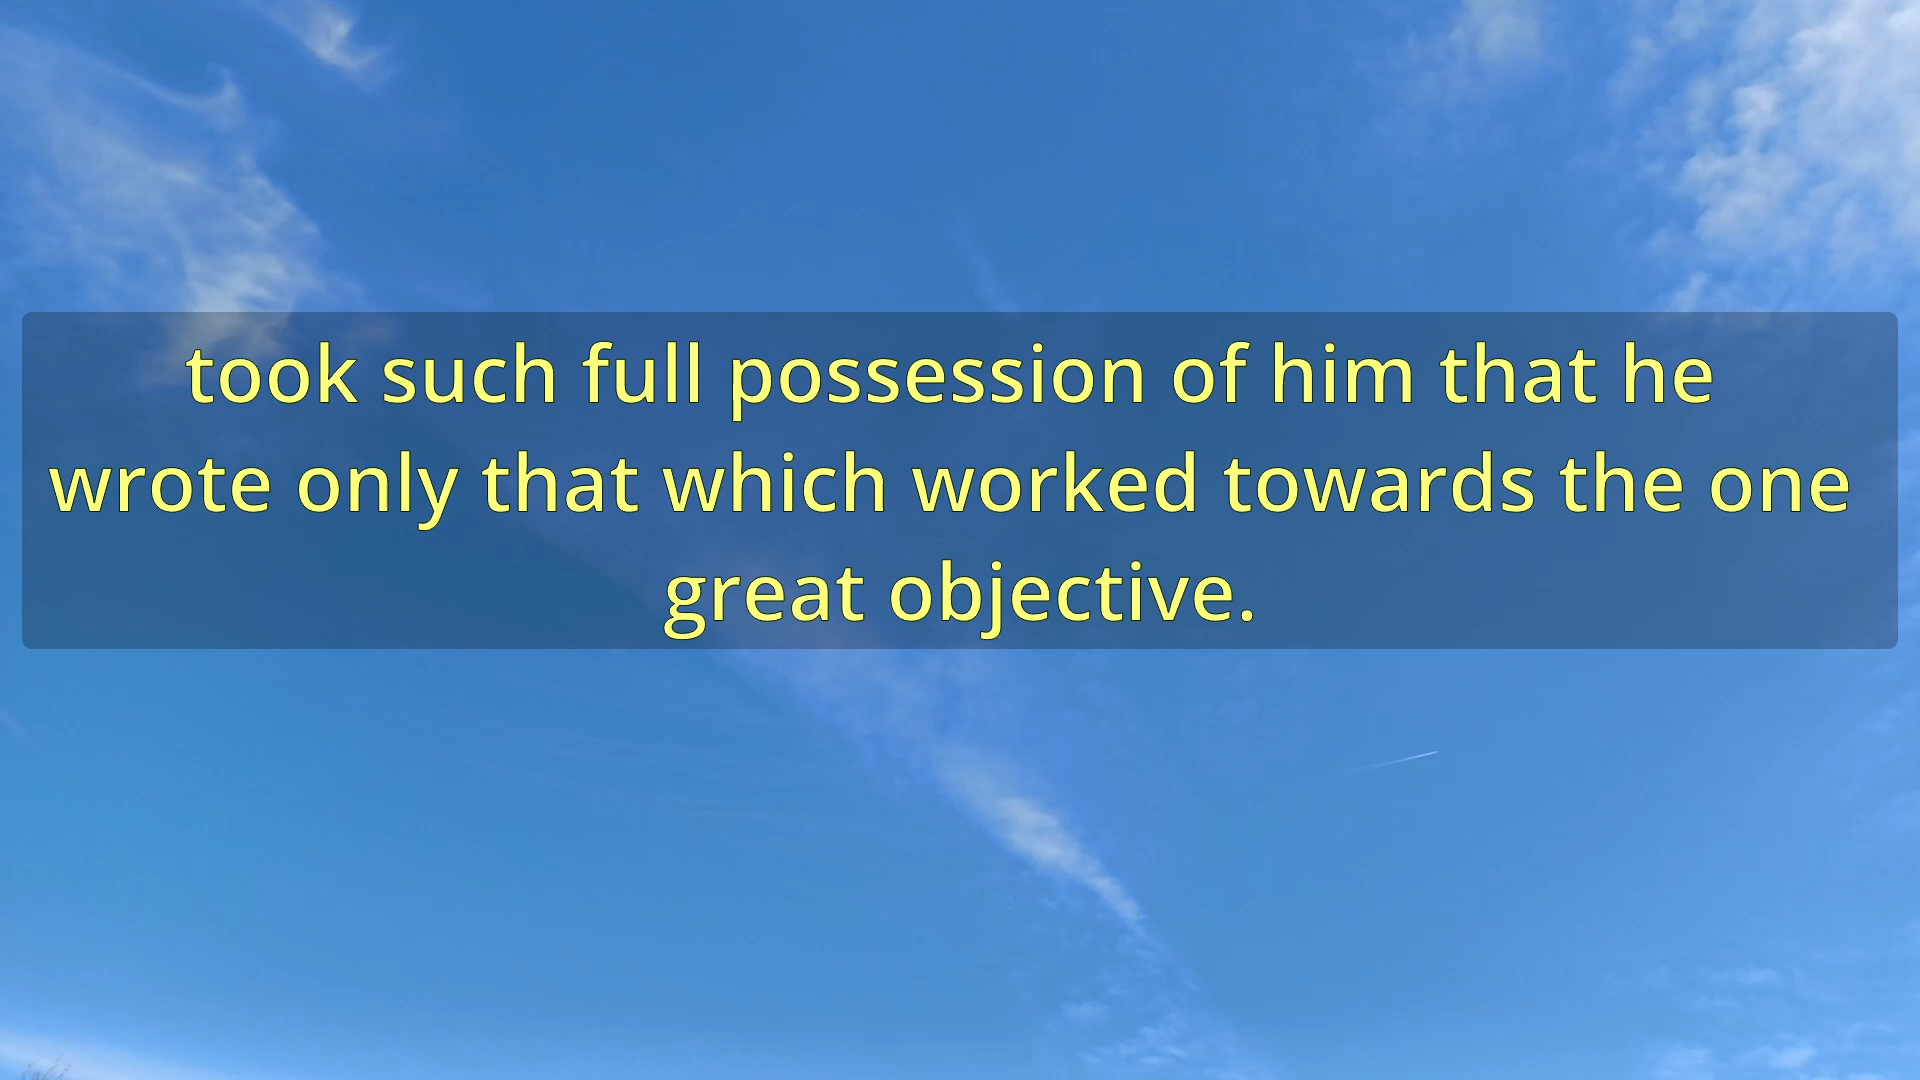 took such full possession of him that he
wrote only that which worked towards the one
great objective.